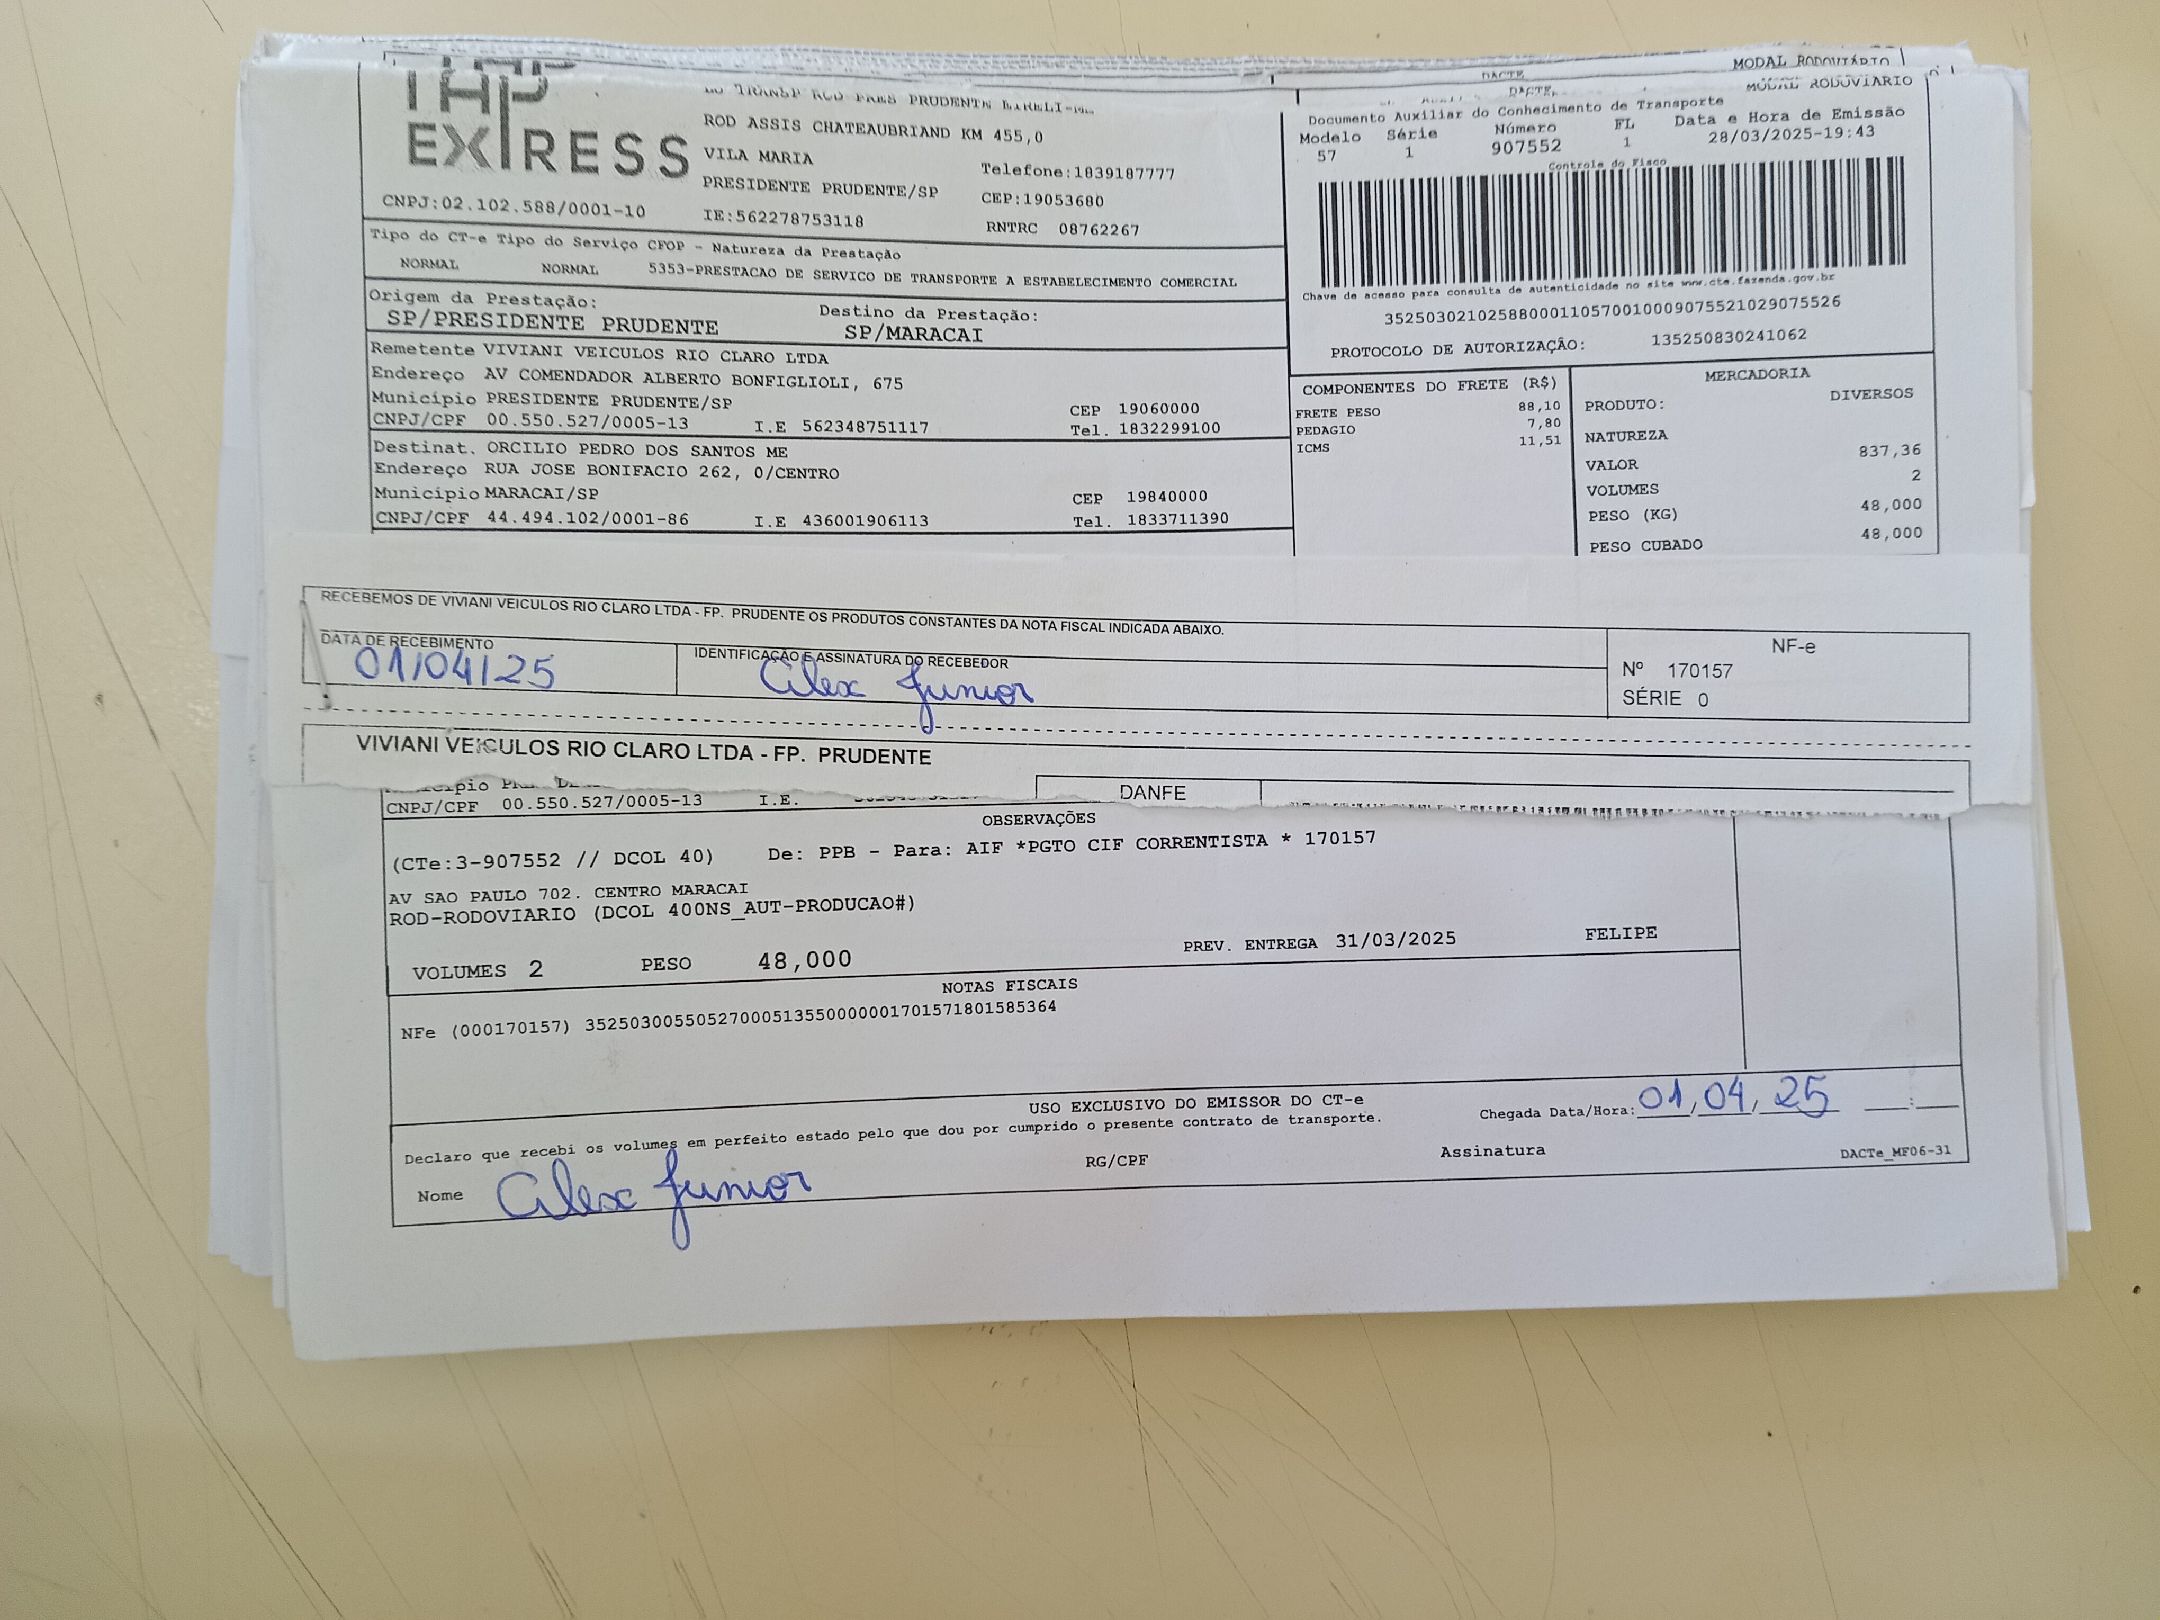 MODAL RODOVIÁRIO
DACTE
EXPRESS
TRANSP ROD PRUDENTE EIRELI-ME
ROD ASSIS CHATEAUBRIAND KM 455,0
VILA MARIA
Telefone:1839187777
PRESIDENTE PRUDENTE/SP
CEP:19053680
CNPJ:02.102.588/0001-10
IE:562278753118
RNTRC 08762267
DACTE
MODAL RODOVIARIO
Documento Auxiliar do Conhecimento de Transporte
Modelo Série Número FL Data e Hora de Emissão
57 1 907552 1 28/03/2025-19:43
Controle do Fisco
Chave de acesso para consulta de autenticidade no site www.cte.fazenda.gov.br
35250302102588000110570010009075521029075526
PROTOCOLO DE AUTORIZAÇÃO: 135250830241062
Tipo do CT-e Tipo do Serviço CFOP - Natureza da Prestação
NORMAL NORMAL 5353-PRESTACAO DE SERVICO DE TRANSPORTE A ESTABELECIMENTO COMERCIAL
Origem da Prestação: Destino da Prestação:
SP/PRESIDENTE PRUDENTE SP/MARACAI
Remetente VIVIANI VEICULOS RIO CLARO LTDA
Endereço AV COMENDADOR ALBERTO BONFIGLIOLI, 675
Município PRESIDENTE PRUDENTE/SP CEP 19060000
CNPJ/CPF 00.550.527/0005-13 I.E 562348751117 Tel. 1832299100
Destinat. ORCILIO PEDRO DOS SANTOS ME
Endereço RUA JOSE BONIFACIO 262, 0/CENTRO
Município MARACAI/SP CEP 19840000
CNPJ/CPF 44.494.102/0001-86 I.E 436001906113 Tel. 1833711390
COMPONENTES DO FRETE (R$)
FRETE PESO 88,10
PEDAGIO 7,80
ICMS 11,51
MERCADORIA
PRODUTO: DIVERSOS
NATUREZA
VALOR 837,36
VOLUMES 2
PESO (KG) 48,000
PESO CUBADO 48,000
RECEBEMOS DE VIVIANI VEICULOS RIO CLARO LTDA - FP. PRUDENTE OS PRODUTOS CONSTANTES DA NOTA FISCAL INDICADA ABAIXO.
DATA DE RECEBIMENTO
01/04/25
IDENTIFICAÇÃO E ASSINATURA DO RECEBEDOR
Alex Junior
NF-e
Nº 170157
SÉRIE 0
VIVIANI VEICULOS RIO CLARO LTDA - FP. PRUDENTE
DANFE
CNPJ/CPF 00.550.527/0005-13 I.E.
OBSERVAÇÕES
(CTe:3-907552 // DCOL 40) De: PPB - Para: AIF *PGTO CIF CORRENTISTA * 170157
AV SAO PAULO 702. CENTRO MARACAI
ROD-RODOVIARIO (DCOL 400NS_AUT-PRODUCAO#)
VOLUMES 2 PESO 48,000 PREV. ENTREGA 31/03/2025 FELIPE
NOTAS FISCAIS
NFe (000170157) 35250300550527000513550000001701571801585364
USO EXCLUSIVO DO EMISSOR DO CT-e
Declaro que recebi os volumes em perfeito estado pelo que dou por cumprido o presente contrato de transporte.
Chegada Data/Hora: 01,04,25 :
Nome Alex Junior RG/CPF Assinatura
DACTe_MF06-31